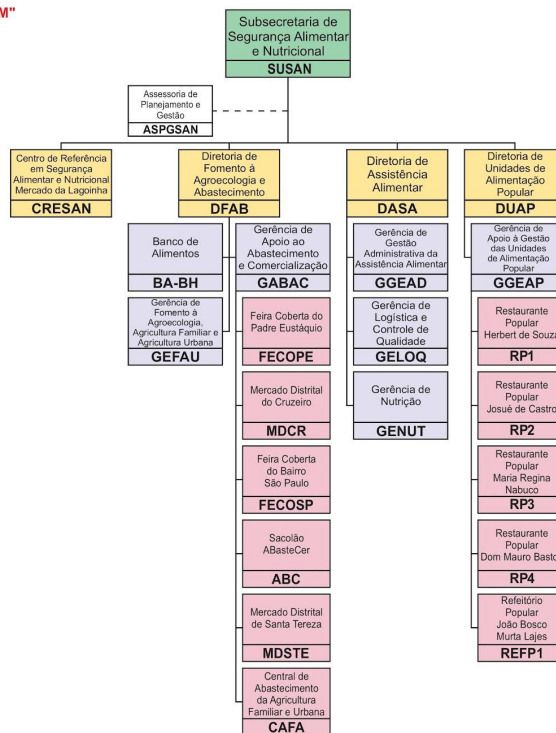 M"
Subsecretaria de
Segurança Alimentar
e Nutricional
SUSAN
Assessoria de
Planejamento e
Gestão
ASPGSAN
Centro de Referência
em Segurança
Alimentar e Nutricional
Mercado da Lagoinha
CRESAN
Diretoria de
Fomento à
Agroecologia e
Abastecimento
DFAB
Diretoria de
Assistência
Alimentar
DASA
Diretoria de
Unidades de
Alimentação
Popular
DUAP
Banco de
Alimentos
BA-BH
Gerência de
Fomento à
Agroecologia,
Agricultura Familiar e
Agricultura Urbana
GEFAU
Gerência de
Apoio ao
Abastecimento
e Comercialização
GABAC
Feira Coberta do
Padre Eustáquio
FECOPE
Mercado Distrital
do Cruzeiro
MDCR
Feira Coberta
do Bairro
São Paulo
FECOSP
Sacolão
ABasteCer
ABC
Mercado Distrital
de Santa Tereza
MDSTE
Central de
Abastecimento
da Agricultura
Familiar e Urbana
CAFA
Gerência de
Gestão
Administrativa da
Assistência Alimentar
GGEAD
Gerência de
Logística e
Controle de
Qualidade
GELOQ
Gerência de
Nutrição
GENUT
Gerência de
Apoio à Gestão
das Unidades
de Alimentação
Popular
GGEAP
Restaurante
Popular
Herbert de Souza
RP1
Restaurante
Popular
Josué de Castro
RP2
Restaurante
Popular
Maria Regina
Nabuco
RP3
Restaurante
Popular
Dom Mauro Basto
RP4
Refeitório
Popular
João Bosco
Murta Lajes
REFP1